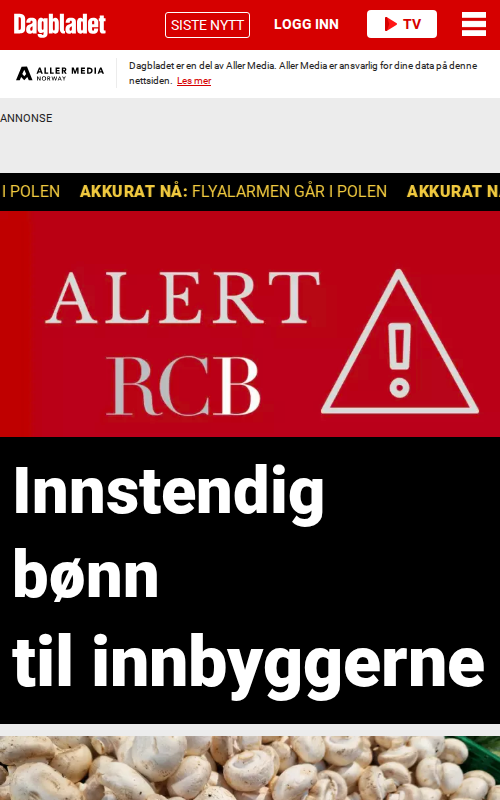 Dagbladet
SISTE NYTT
LOGG INN
TV
ALLER MEDIA
NORWAY
Dagbladet er en del av Aller Media. Aller Media er ansvarlig for dine data på denne
nettsiden. Les mer
ANNONSE
I POLEN AKKURAT NÅ: FLYALARMEN GÅR I POLEN AKKURAT
ALERT
RCB
Innstendig
bønn
til innbyggerne